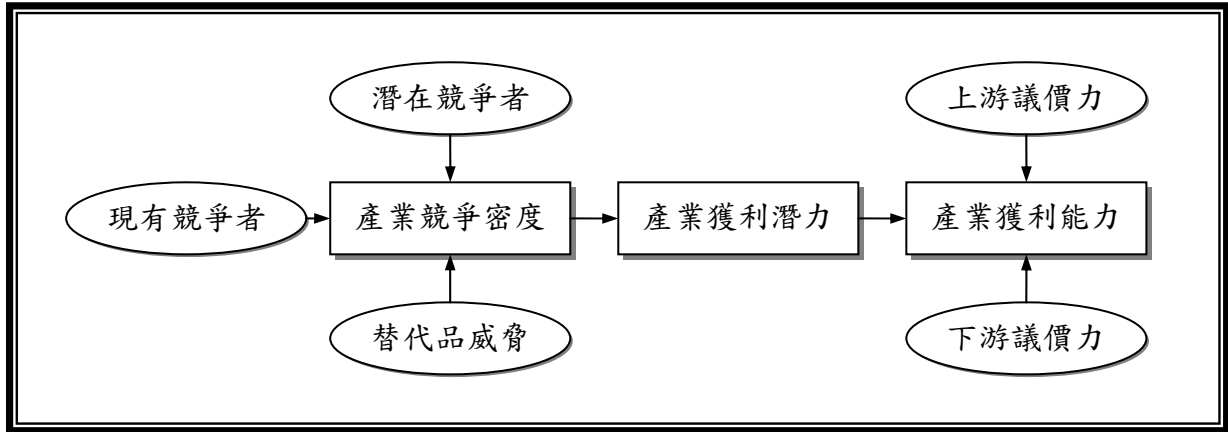 潛在競爭者
上游議價力
現有競爭者
產業競爭密度
產業獲利潛力
產業獲利能力
替代品威脅
下游議價力